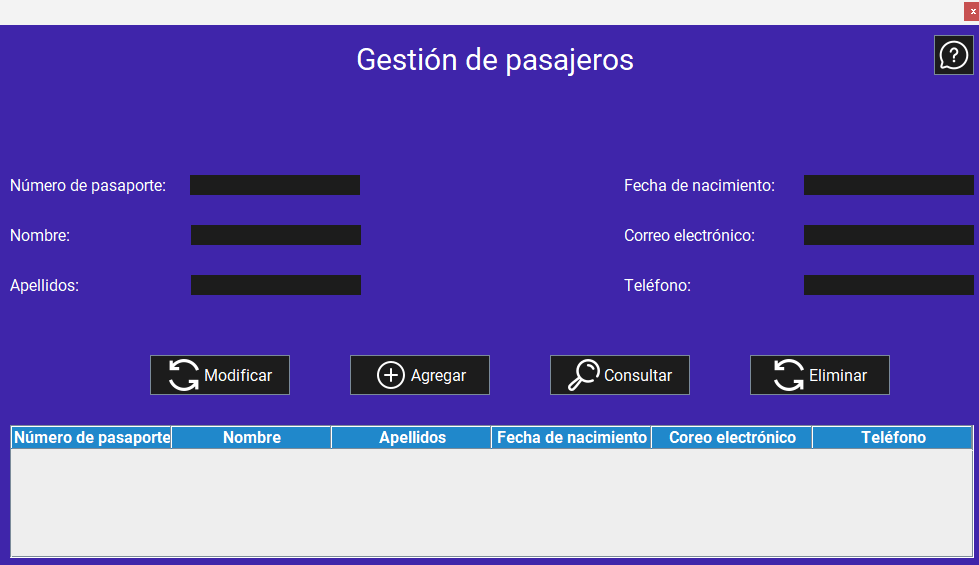 x
Gestión de pasajeros
?
Número de pasaporte:
Fecha de nacimiento:
Nombre:
Correo electrónico:
Apellidos:
Teléfono:
Modificar
Agregar
Consultar
Eliminar
Número de pasaporte Nombre Apellidos Fecha de nacimiento Coreo electrónico Teléfono